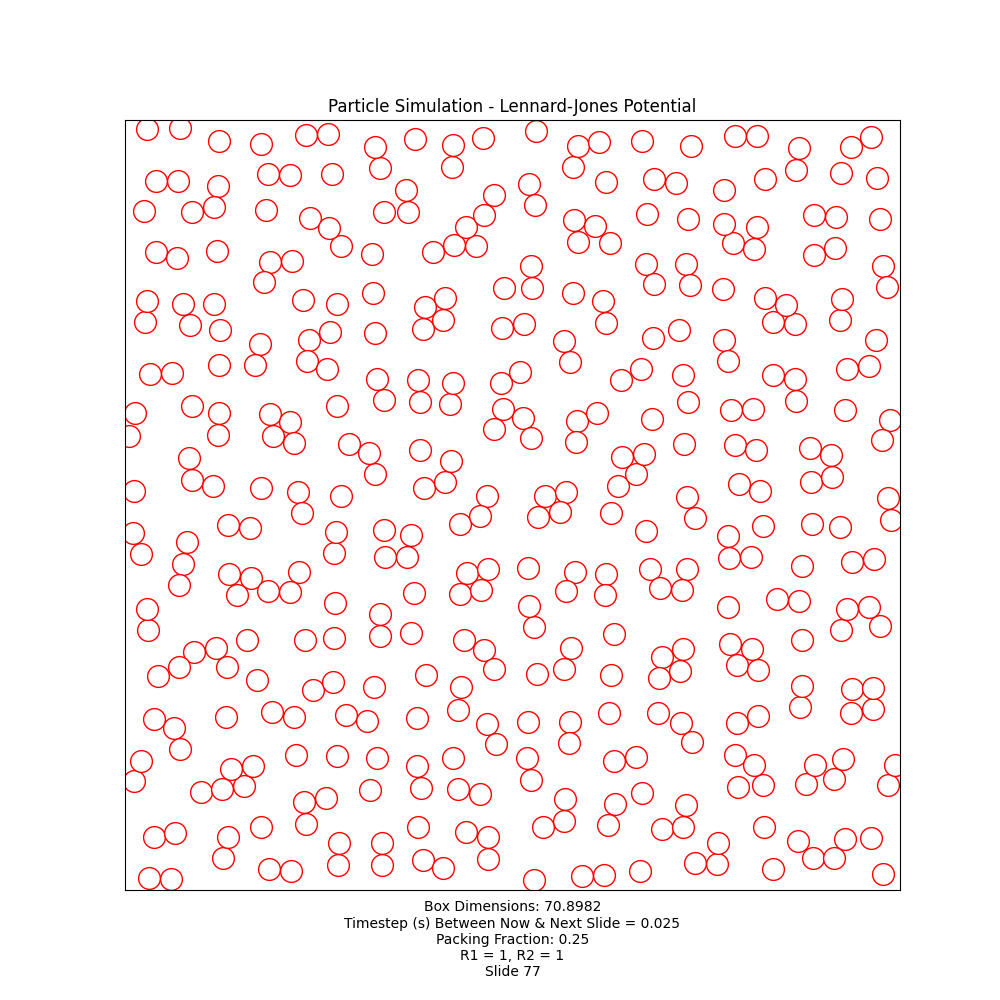 Particle Simulation - Lennard-Jones Potential
Box Dimensions: 70.8982
Timestep (s) Between Now & Next Slide = 0.025
Packing Fraction: 0.25
R1 = 1, R2 = 1
Slide 77